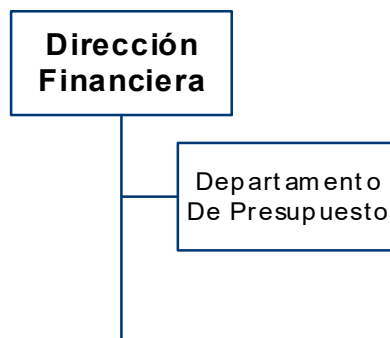 Dirección
Financiera
Departamento
De Presupuesto